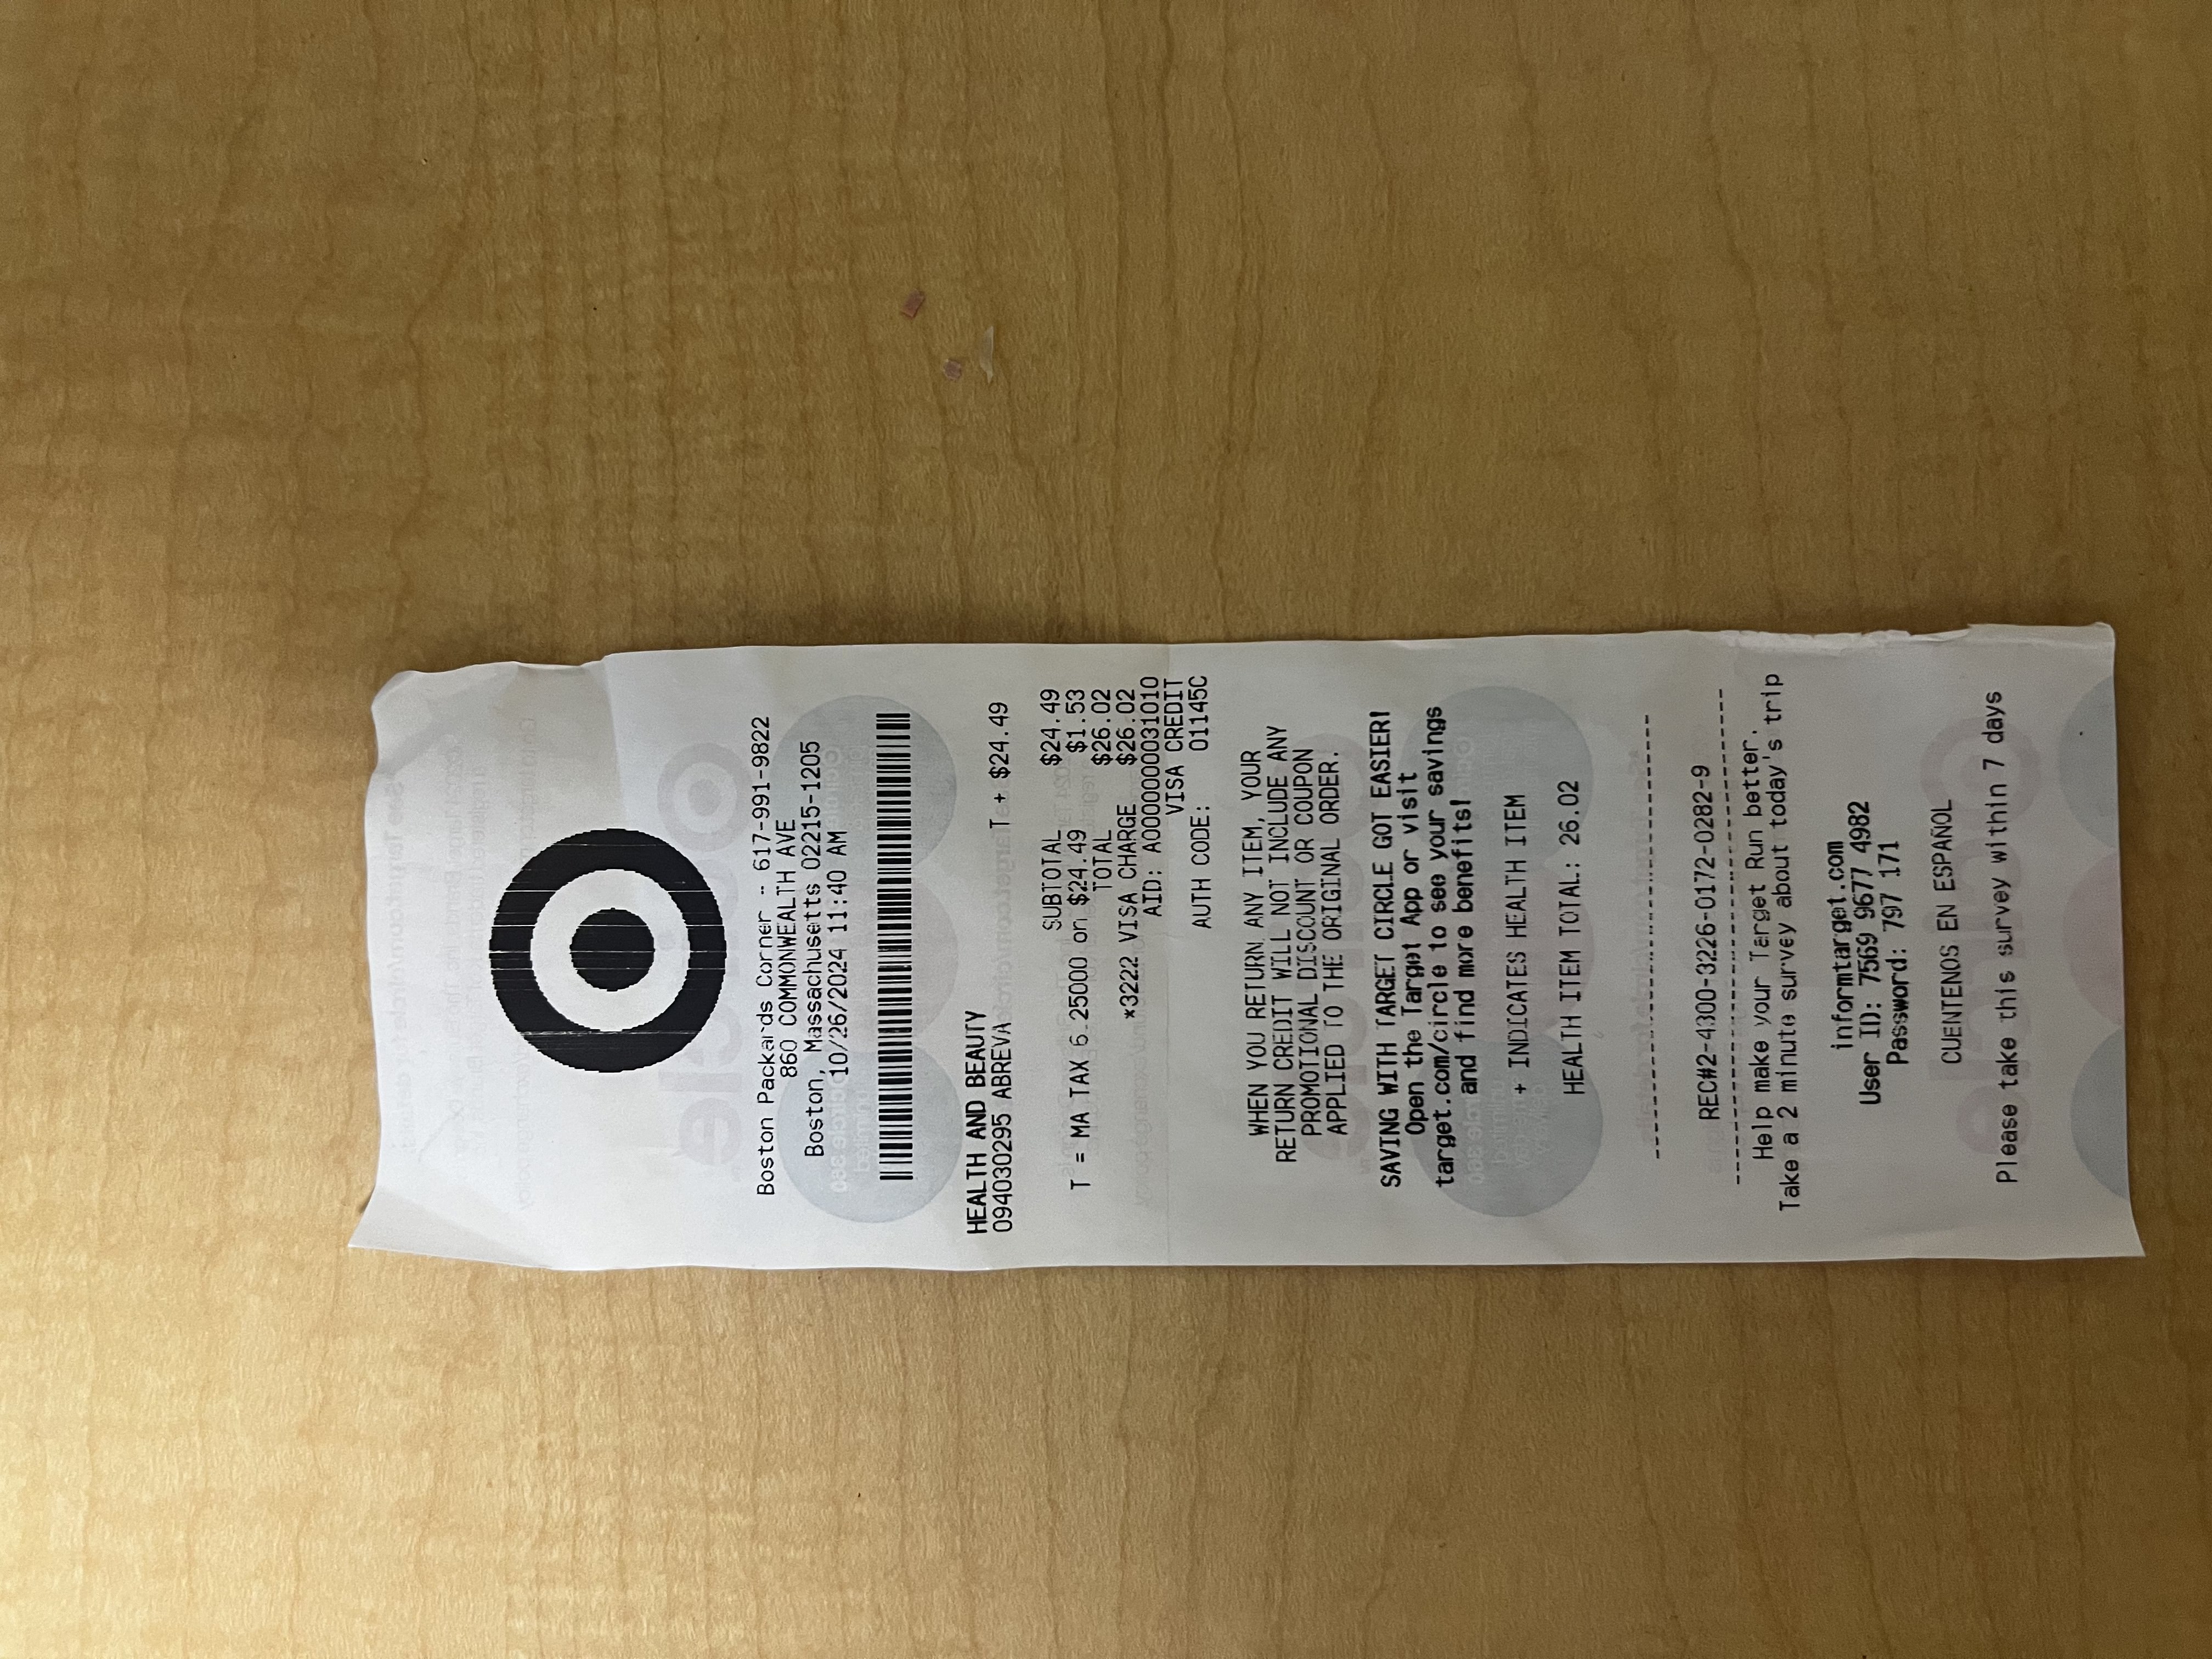 Boston Packards Corner - 617-991-9822
860 COMMONWEALTH AVE
Boston, Massachusetts 02215-1205
10/26/2024 11:40 AM
HEALTH AND BEAUTY
094030295 ABREVA T + $24.49
SUBTOTAL $24.49
T = MA TAX 6.25000 on $24.49 $1.53
TOTAL $26.02
*3222 VISA CHARGE $26.02
AID: A0000000031010
VISA CREDIT
AUTH CODE: 01145C
WHEN YOU RETURN ANY ITEM, YOUR
RETURN CREDIT WILL NOT INCLUDE ANY
PROMOTIONAL DISCOUNT OR COUPON
APPLIED TO THE ORIGINAL ORDER.
SAVING WITH TARGET CIRCLE GOT EASIER!
Open the Target App or visit
target.com/circle to see your savings
and find more benefits!
+ INDICATES HEALTH ITEM
HEALTH ITEM TOTAL: 26.02
REC#2-4300-3226-0172-0282-9
Help make your Target Run better.
Take a 2 minute survey about today's trip
informtarget.com
User ID: 7569 9677 4982
Password: 797 171
CUENTENOS EN ESPAÑOL
Please take this survey within 7 days